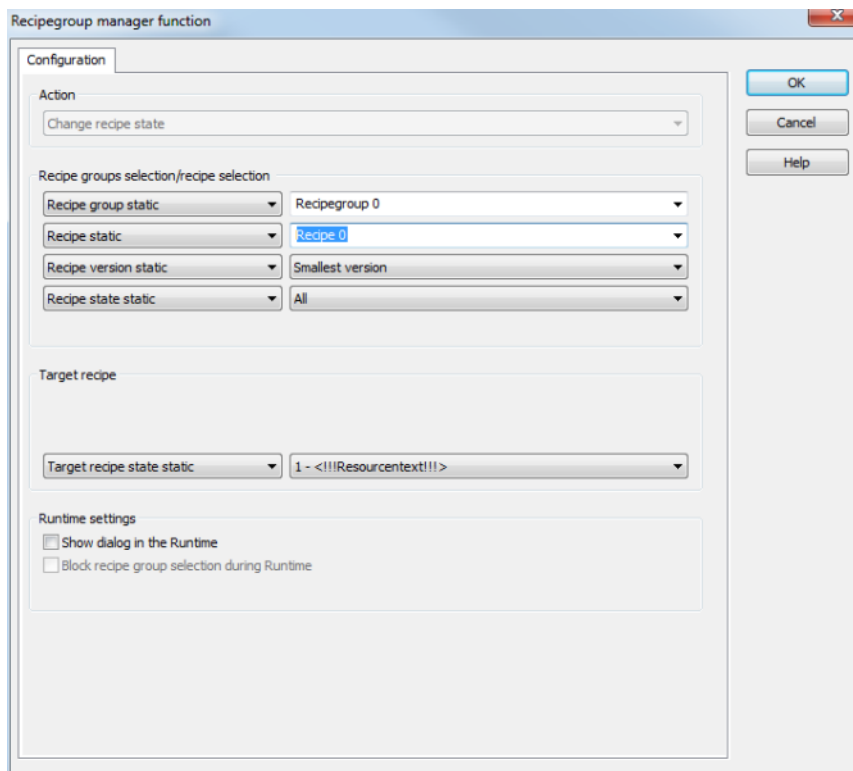 Recipegroup manager function
Configuration
OK
Cancel
Help
Action
Change recipe state
Recipe groups selection/recipe selection
Recipe group static Recipegroup 0
Recipe static Recipe 0
Recipe version static Smallest version
Recipe state static All
Target recipe
Target recipe state static 1 - <!!!Resourcentext!!!>
Runtime settings
Show dialog in the Runtime
Block recipe group selection during Runtime